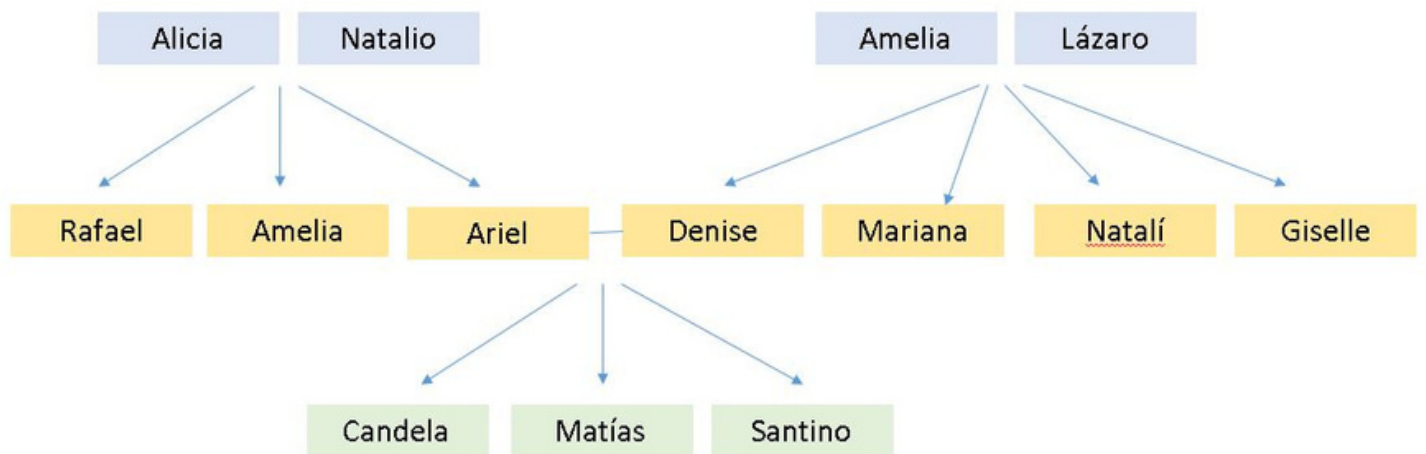 Alicia Natalio Amelia Lázaro
Rafael Amelia Ariel Denise Mariana Natalí Giselle
Candela Matías Santino